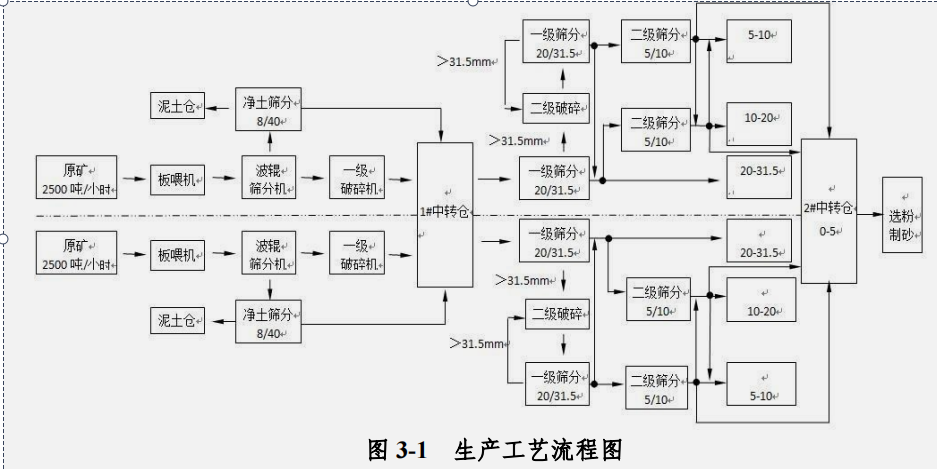 一级筛分
20/31.5
二级筛分
5/10
5-10
>31.5mm
二级破碎
泥土仓
净土筛分
8/40
二级筛分
5/10
10-20
>31.5mm
原矿
2500 吨/小时
板喂机
波辊
筛分机
一级
破碎机
一级筛分
20/31.5
20-31.5
1#中转仓
2#中转仓
0-5
选粉
制砂
原矿
2500 吨/小时
板喂机
波辊
筛分机
一级
破碎机
一级筛分
20/31.5
20-31.5
>31.5mm
二级筛分
5/10
10-20
泥土仓
净土筛分
8/40
二级破碎
>31.5mm
一级筛分
20/31.5
二级筛分
5/10
5-10
图 3-1 生产工艺流程图